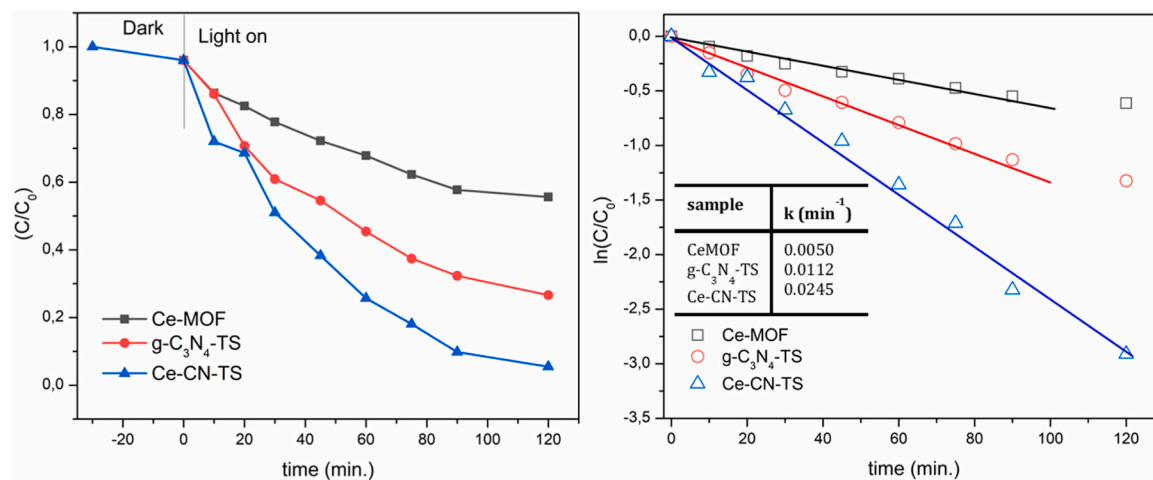 Dark
Light on
1,0
0,8
0,6
0,4
0,2
0,0
(C/C₀)
Ce-MOF
g-C₃N₄-TS
Ce-CN-TS
-20
0
20
40
60
80
100
120
time (min.)
0,0
-0,5
-1,0
-1,5
-2,0
-2,5
-3,0
-3,5
ln(C/C₀)
sample k (min⁻¹)
CeMOF 0.0050
g-C₃N₄-TS 0.0112
Ce-CN-TS 0.0245
Ce-MOF
g-C₃N₄-TS
Ce-CN-TS
0
20
40
60
80
100
120
time (min.)